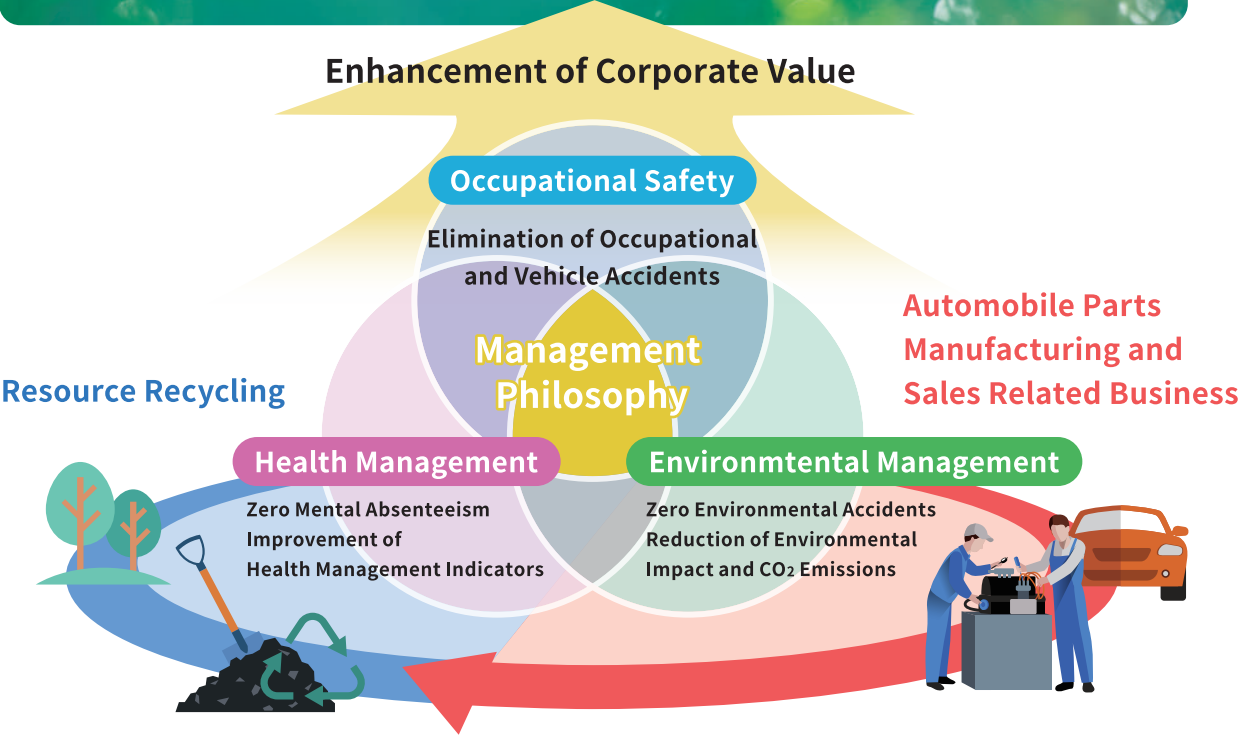 Enhancement of Corporate Value
Occupational Safety
Elimination of Occupational
and Vehicle Accidents
Management
Philosophy
Resource Recycling
Automobile Parts
Manufacturing and
Sales Related Business
Health Management
Zero Mental Absenteeism
Improvement of
Health Management Indicators
Environmtental Management
Zero Environmental Accidents
Reduction of Environmental
Impact and CO₂ Emissions